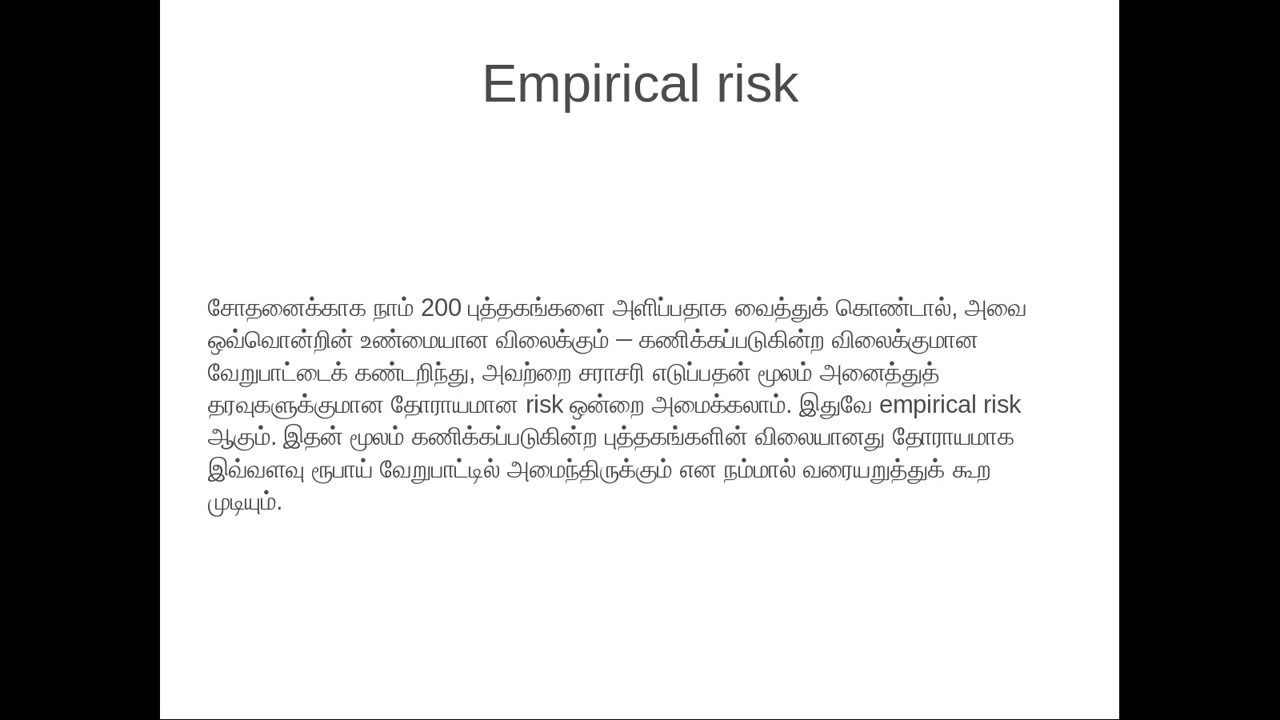 Empirical risk
சோதனைக்காக நாம் 200 புத்தகங்களை அளிப்பதாக வைத்துக் கொண்டால், அவை
ஒவ்வொன்றின் உண்மையான விலைக்கும் – கணிக்கப்படுகின்ற விலைக்குமான
வேறுபாட்டைக் கண்டறிந்து, அவற்றை சராசரி எடுப்பதன் மூலம் அனைத்துத்
தரவுகளுக்குமான தோராயமான risk ஒன்றை அமைக்கலாம். இதுவே empirical risk
ஆகும். இதன் மூலம் கணிக்கப்படுகின்ற புத்தகங்களின் விலையானது தோராயமாக
இவ்வளவு ரூபாய் வேறுபாட்டில் அமைந்திருக்கும் என நம்மால் வரையறுத்துக் கூற
முடியும்.